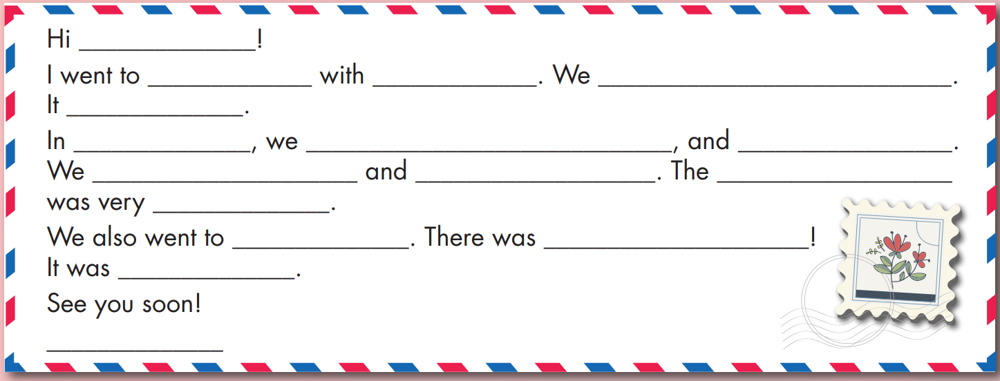 Hi ______________!
I went to _____________ with _____________. We ____________________________.
It ______________.
In ______________, we _____________________________, and _________________.
We _____________________ and ___________________. The ___________________
was very ______________.
We also went to ______________. There was _____________________!
It was ______________.
See you soon!
______________